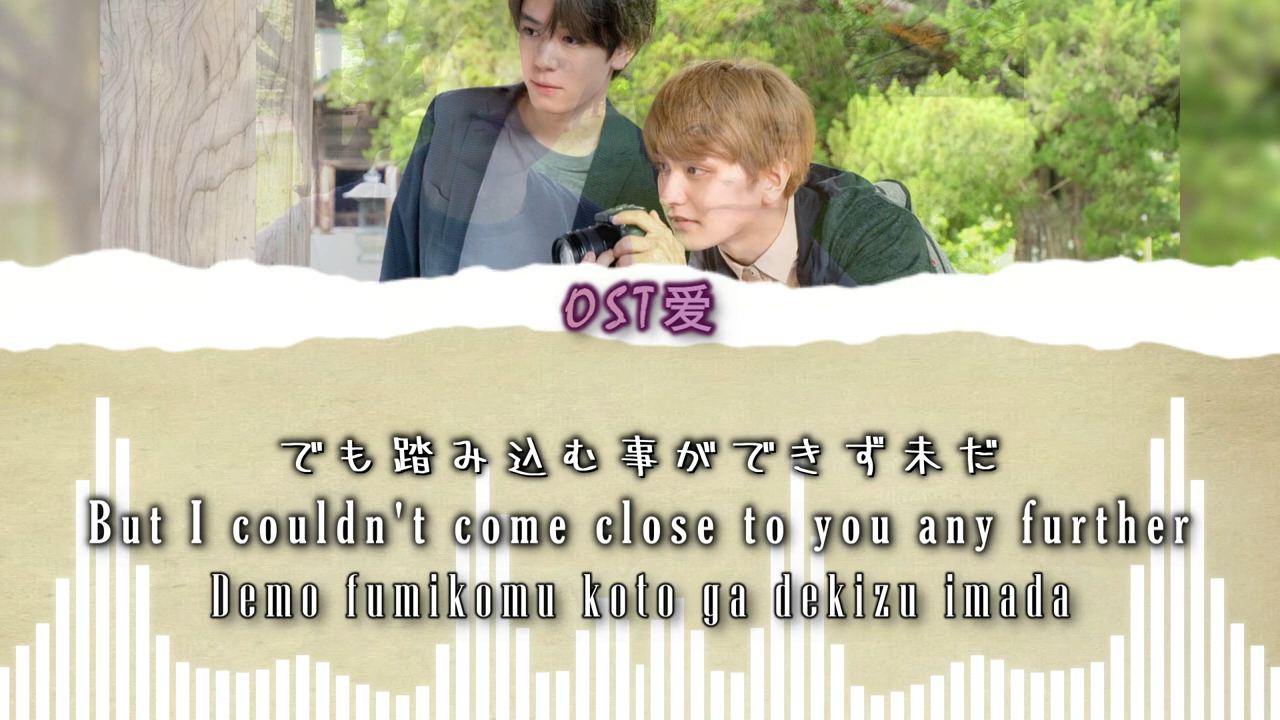 OST爱
でも踏み込む事ができず未だ
But I couldn't come close to you any further
Demo fumikomu koto ga dekizu imada